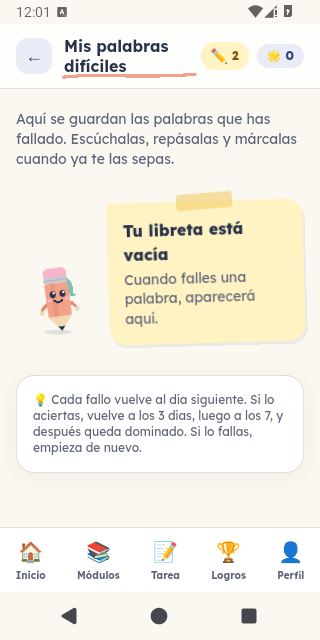 12:01
Mis palabras
difíciles
2
0
Aquí se guardan las palabras que has
fallado. Escúchalas, repásalas y márcalas
cuando ya te las sepas.
Tu libreta está
vacía
Cuando falles una
palabra, aparecerá
aquí.
Cada fallo vuelve al día siguiente. Si lo
aciertas, vuelve a los 3 días, luego a los 7, y
después queda dominado. Si lo fallas,
empieza de nuevo.
Inicio
Módulos
Tarea
Logros
Perfil